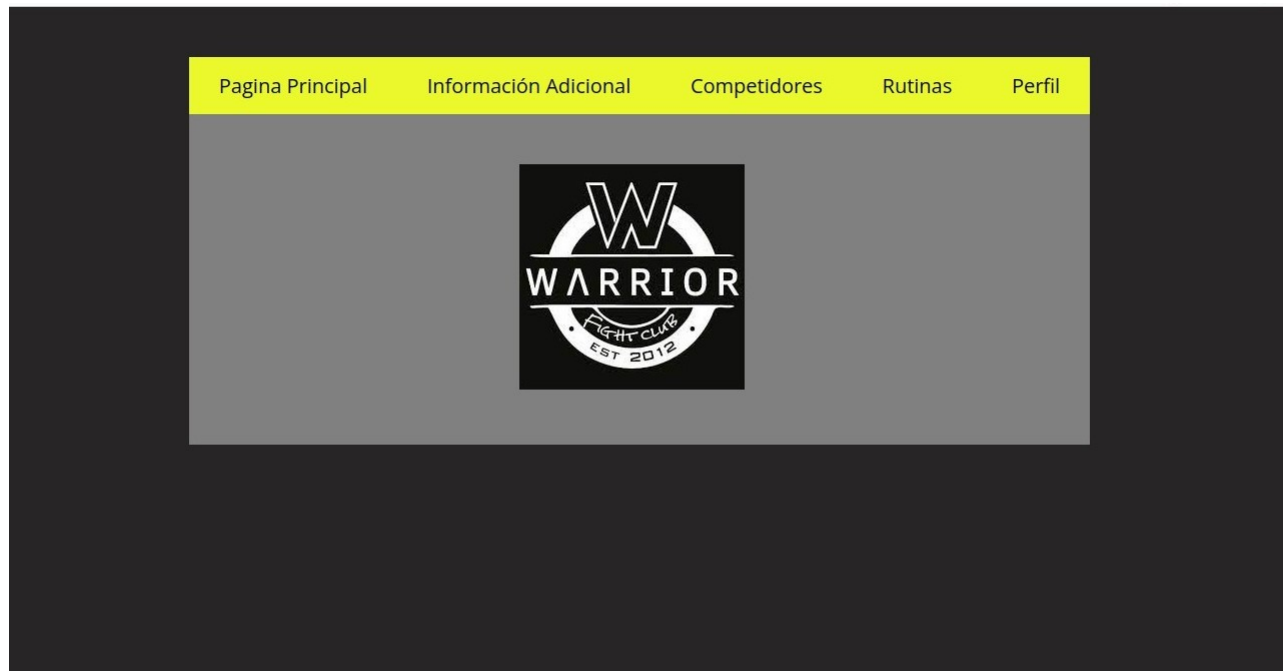 Pagina Principal Información Adicional Competidores Rutinas Perfil
W
WARRIOR
FIGHT CLUB
EST 2012